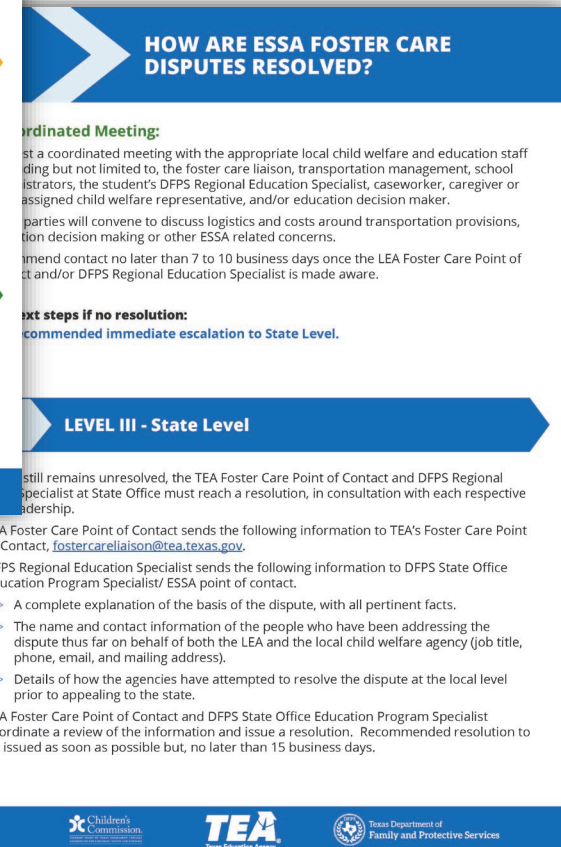 HOW ARE ESSA FOSTER CARE
DISPUTES RESOLVED?
ordinated Meeting:
st a coordinated meeting with the appropriate local child welfare and education staff
ding but not limited to, the foster care liaison, transportation management, school
istrators, the student's DFPS Regional Education Specialist, caseworker, caregiver or
assigned child welfare representative, and/or education decision maker.
parties will convene to discuss logistics and costs around transportation provisions,
tion decision making or other ESSA related concerns.
mmend contact no later than 7 to 10 business days once the LEA Foster Care Point of
ct and/or DFPS Regional Education Specialist is made aware.
ext steps if no resolution:
commended immediate escalation to State Level.
LEVEL III - State Level
still remains unresolved, the TEA Foster Care Point of Contact and DFPS Regional
Specialist at State Office must reach a resolution, in consultation with each respective
adership.
A Foster Care Point of Contact sends the following information to TEA's Foster Care Point
Contact, fostercareliaison@tea.texas.gov.
PS Regional Education Specialist sends the following information to DFPS State Office
ucation Program Specialist/ ESSA point of contact.
> A complete explanation of the basis of the dispute, with all pertinent facts.
> The name and contact information of the people who have been addressing the
dispute thus far on behalf of both the LEA and the local child welfare agency (job title,
phone, email, and mailing address).
> Details of how the agencies have attempted to resolve the dispute at the local level
prior to appealing to the state.
A Foster Care Point of Contact and DFPS State Office Education Program Specialist
ordinate a review of the information and issue a resolution. Recommended resolution to
issued as soon as possible but, no later than 15 business days.
Children's
Commission.
TEA
Texas Education Agency
Texas Department of
Family and Protective Services